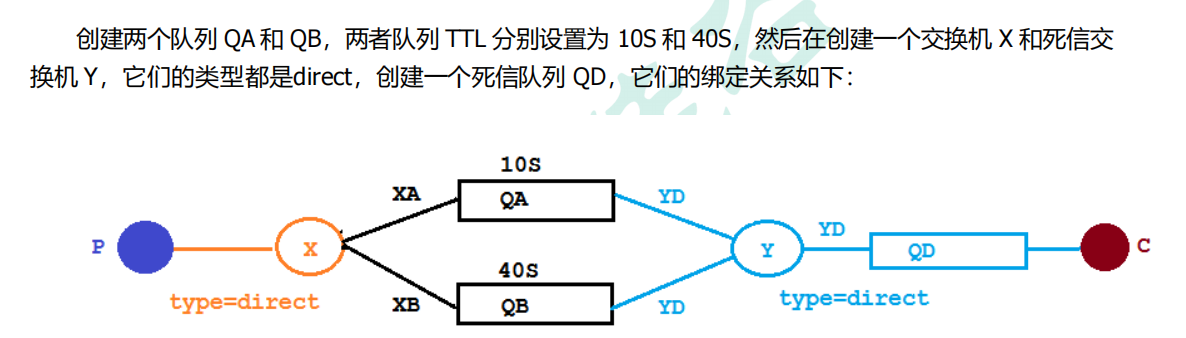 创建两个队列 QA 和 QB，两者队列 TTL 分别设置为 10S 和 40S，然后在创建一个交换机 X 和死信交
换机 Y，它们的类型都是direct，创建一个死信队列 QD，它们的绑定关系如下：
10S
XA
QA
YD
P
X
Y
YD
QD
C
type=direct
40S
type=direct
XB
QB
YD